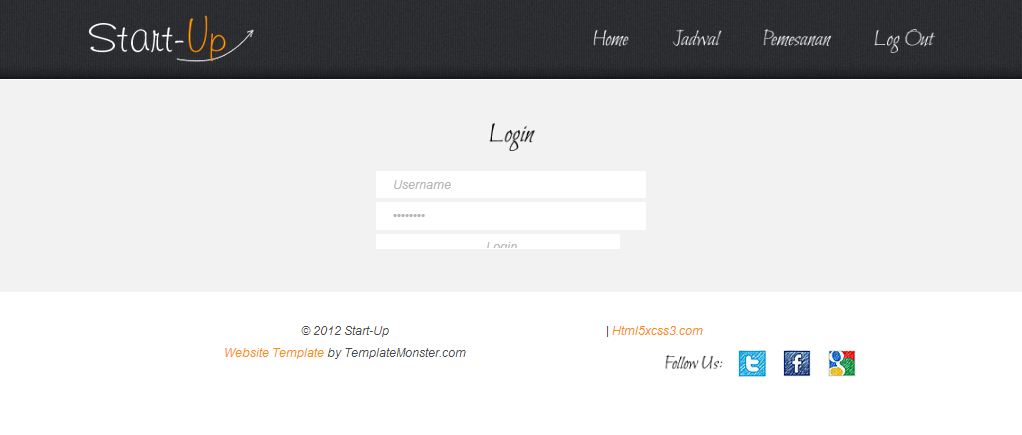 Start-Up
Home Jadwal Pemesanan Log Out
Login
Username
••••••••
Login
© 2012 Start-Up | Html5xcss3.com
Website Template by TemplateMonster.com
Follow Us: